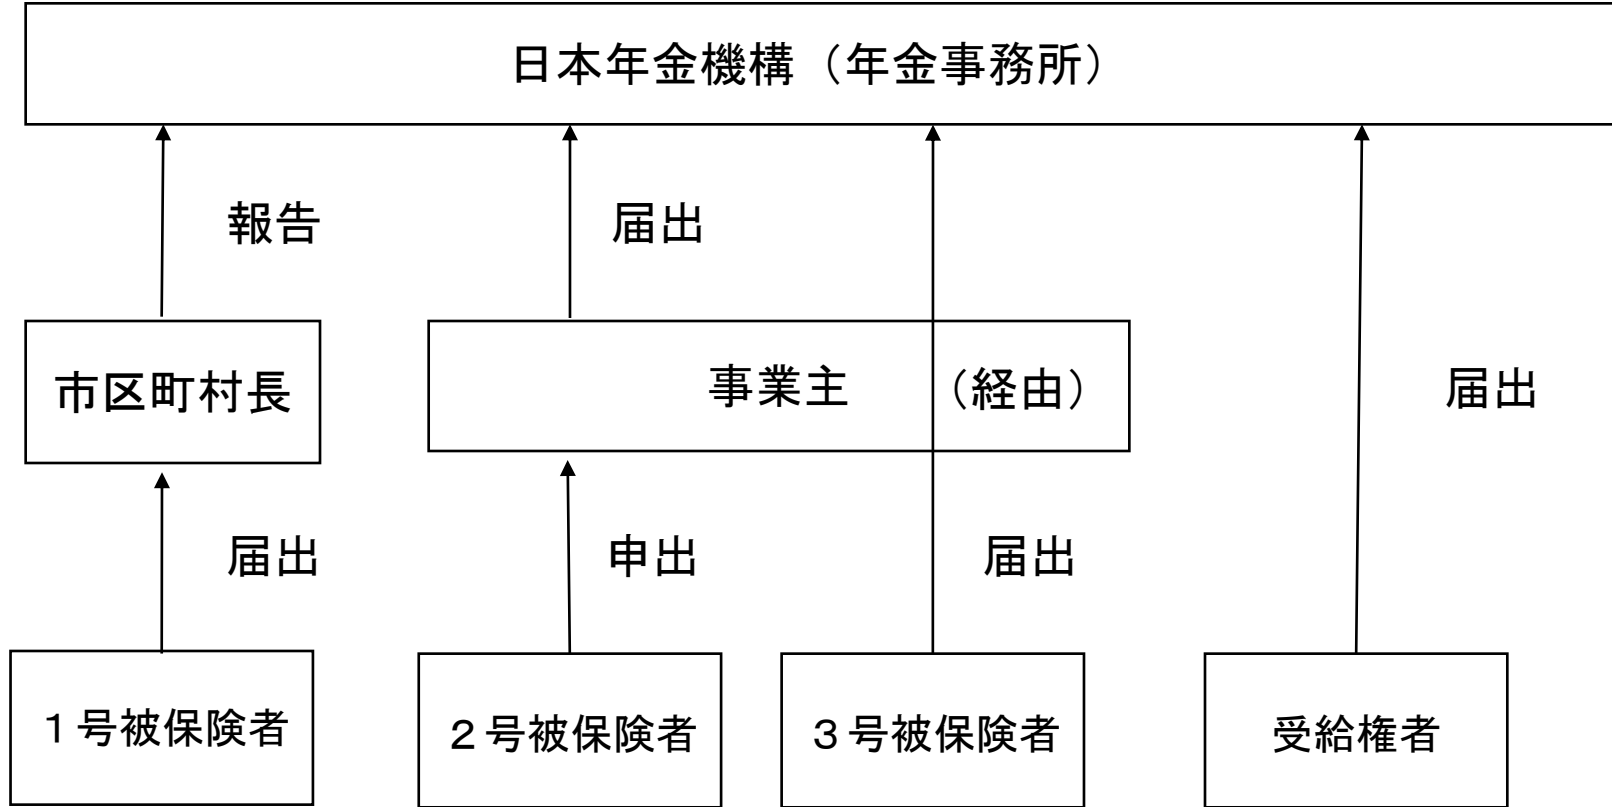 日本年金機構（年金事務所）
報告
届出
市区町村長
事業主
（経由）
届出
届出
申出
届出
１号被保険者
２号被保険者
３号被保険者
受給権者